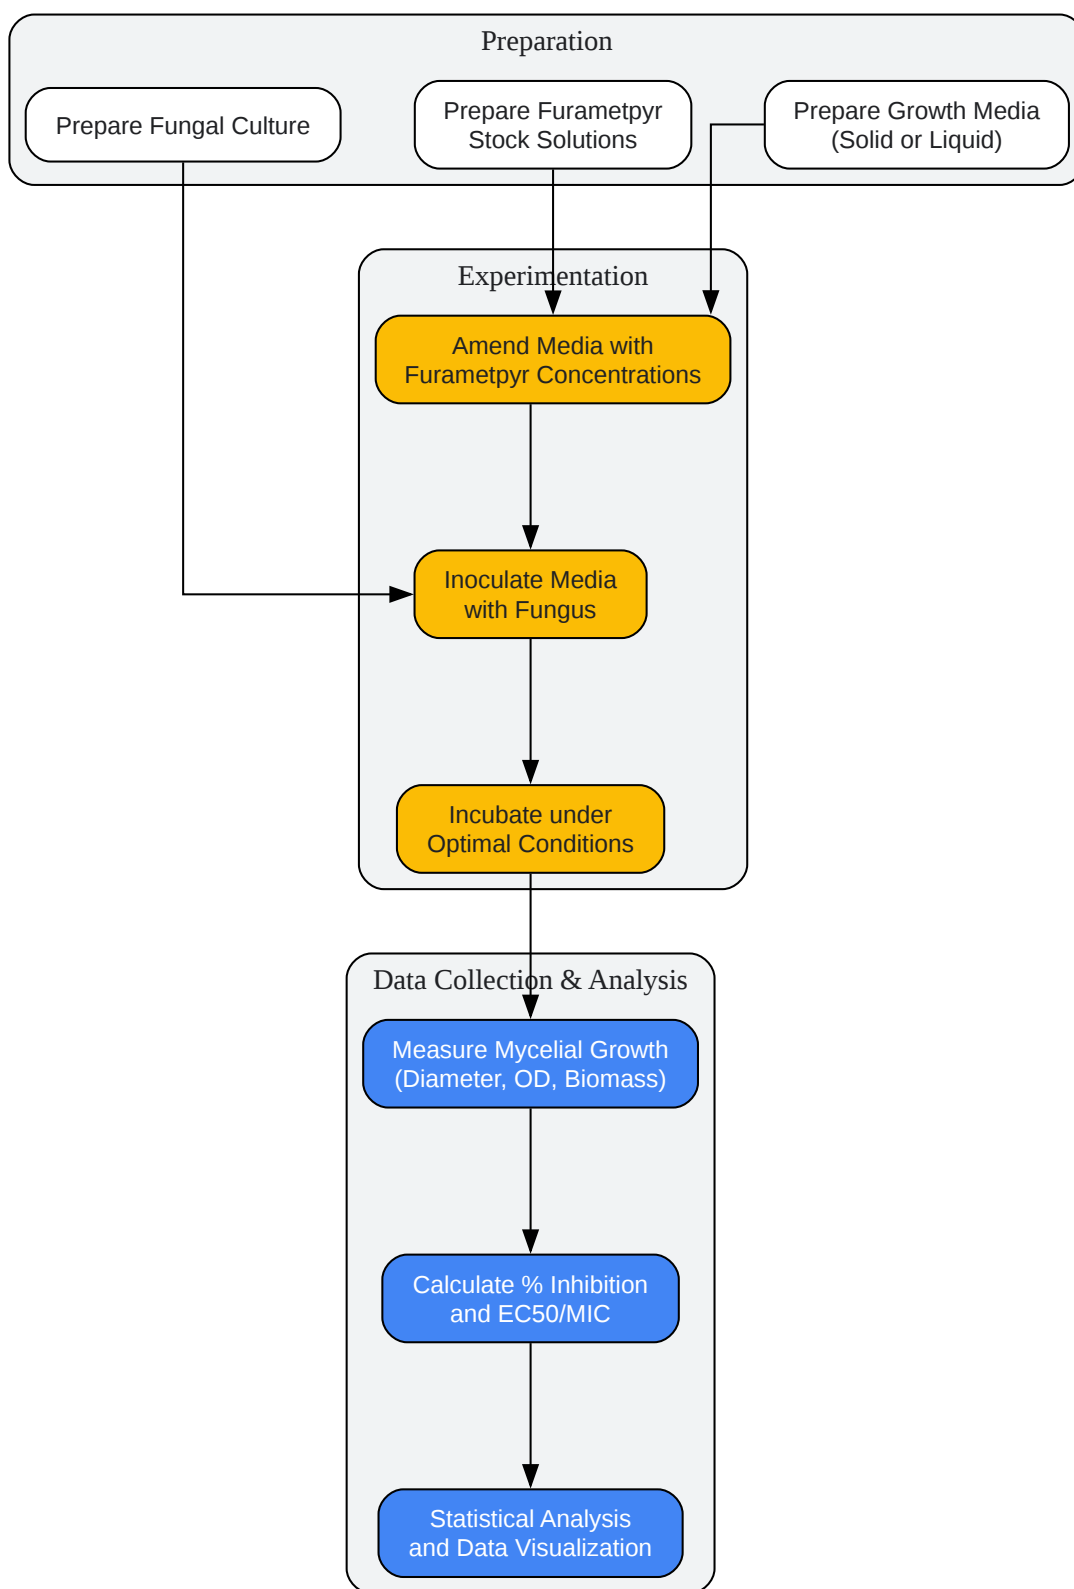 Preparation
Prepare Fungal Culture
Prepare Furametpyr
Stock Solutions
Prepare Growth Media
(Solid or Liquid)
Experimentation
Amend Media with
Furametpyr Concentrations
Inoculate Media
with Fungus
Incubate under
Optimal Conditions
Data Collection & Analysis
Measure Mycelial Growth
(Diameter, OD, Biomass)
Calculate % Inhibition
and EC50/MIC
Statistical Analysis
and Data Visualization